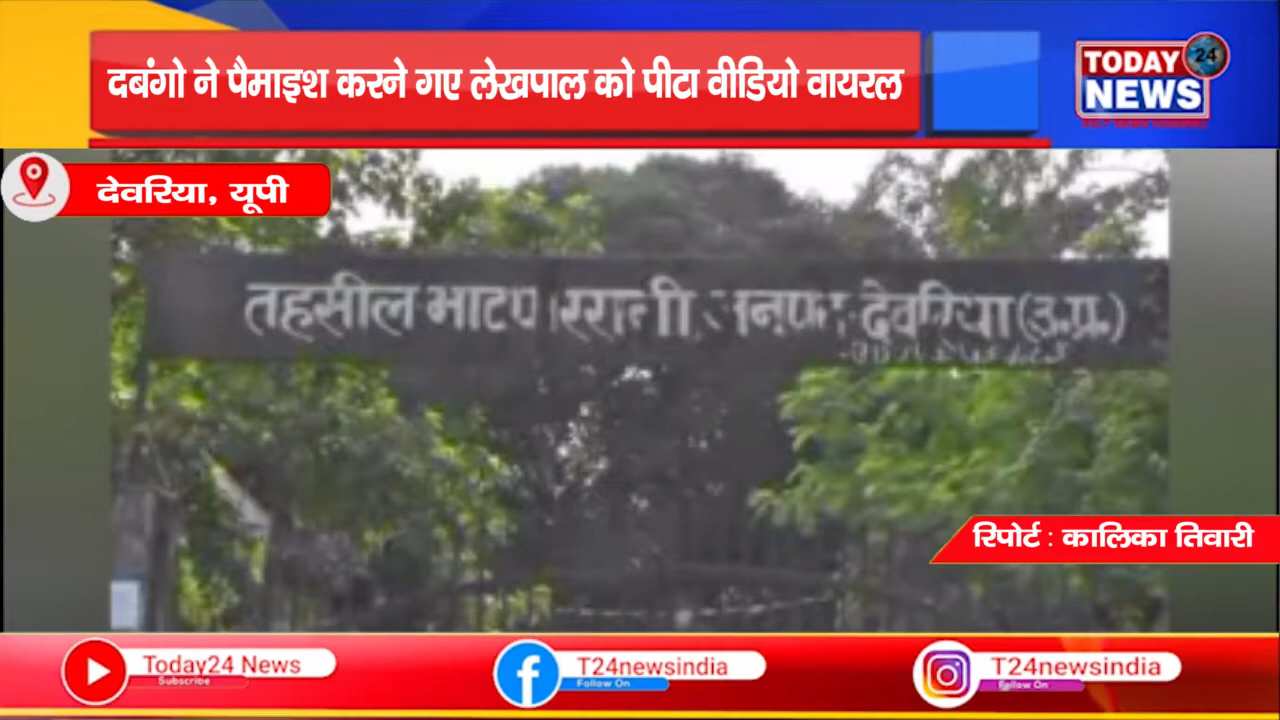 दबंगो ने पैमाइश करने गए लेखपाल को पीटा वीडियो वायरल
TODAY 24
NEWS
देवरिया, यूपी
तहसील देवरिया (उ.प्र.)
रिपोर्ट : कालिका तिवारी
Today24 News
Subscribe
T24newsindia
Follow On
T24newsindia
Follow On